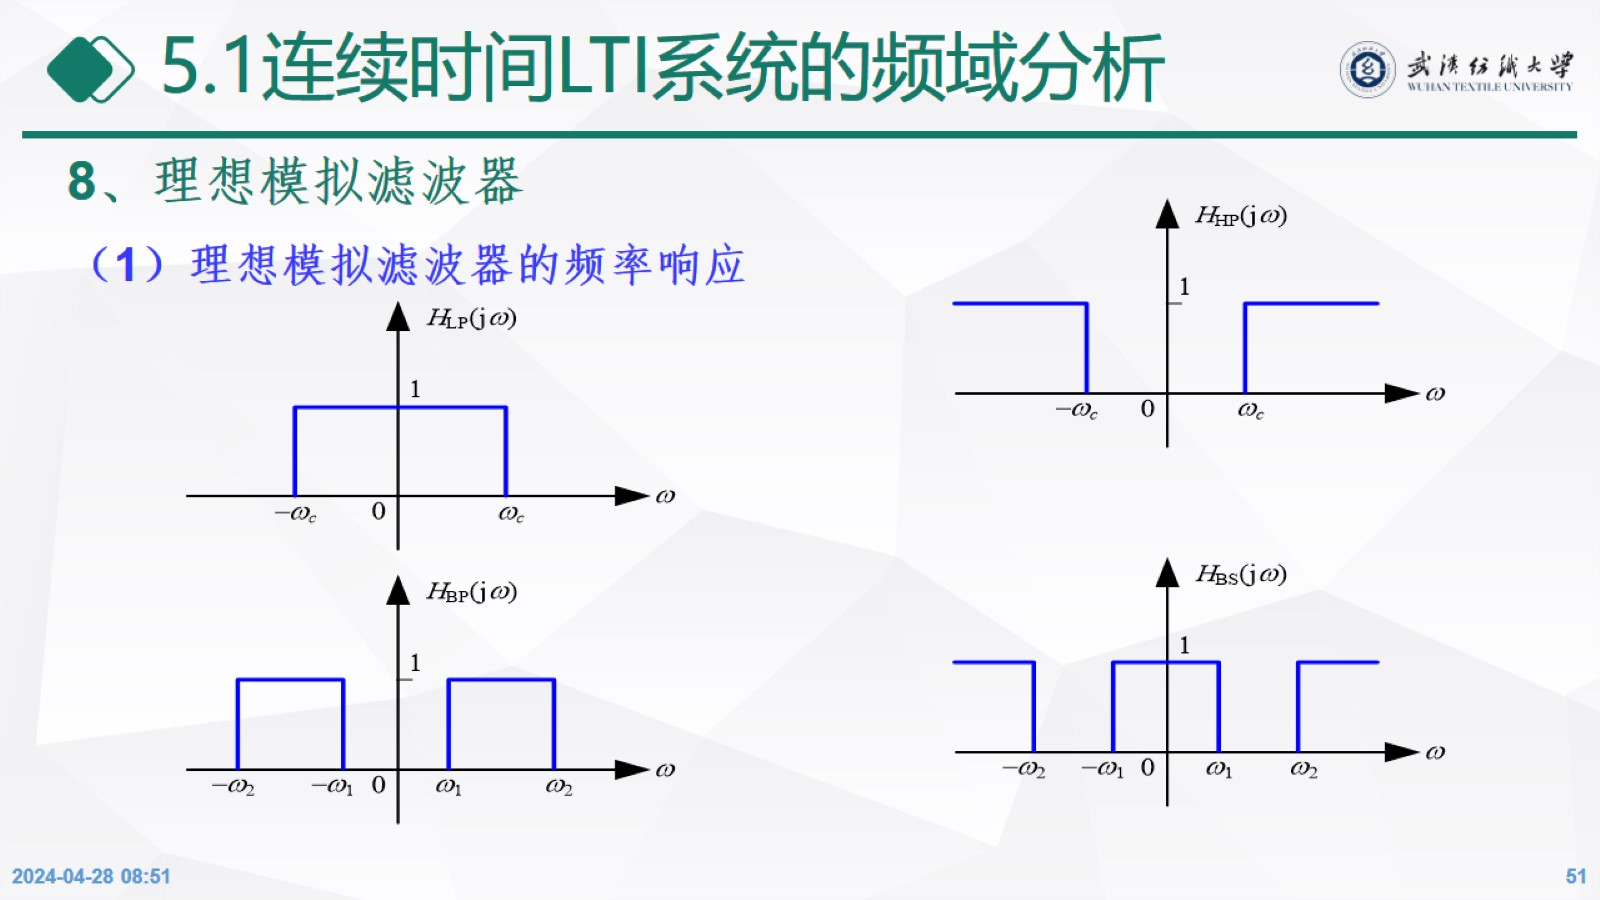 5.1连续时间LTI系统的频域分析
武汉纺织大学
WUHAN TEXTILE UNIVERSITY
8、理想模拟滤波器
（1）理想模拟滤波器的频率响应
H_LP(jω)
1
−ω_c 0 ω_c ω
H_HP(jω)
1
−ω_c 0 ω_c ω
H_BP(jω)
1
−ω_2 −ω_1 0 ω_1 ω_2 ω
H_BS(jω)
1
−ω_2 −ω_1 0 ω_1 ω_2 ω
2024-04-28 08:51
51